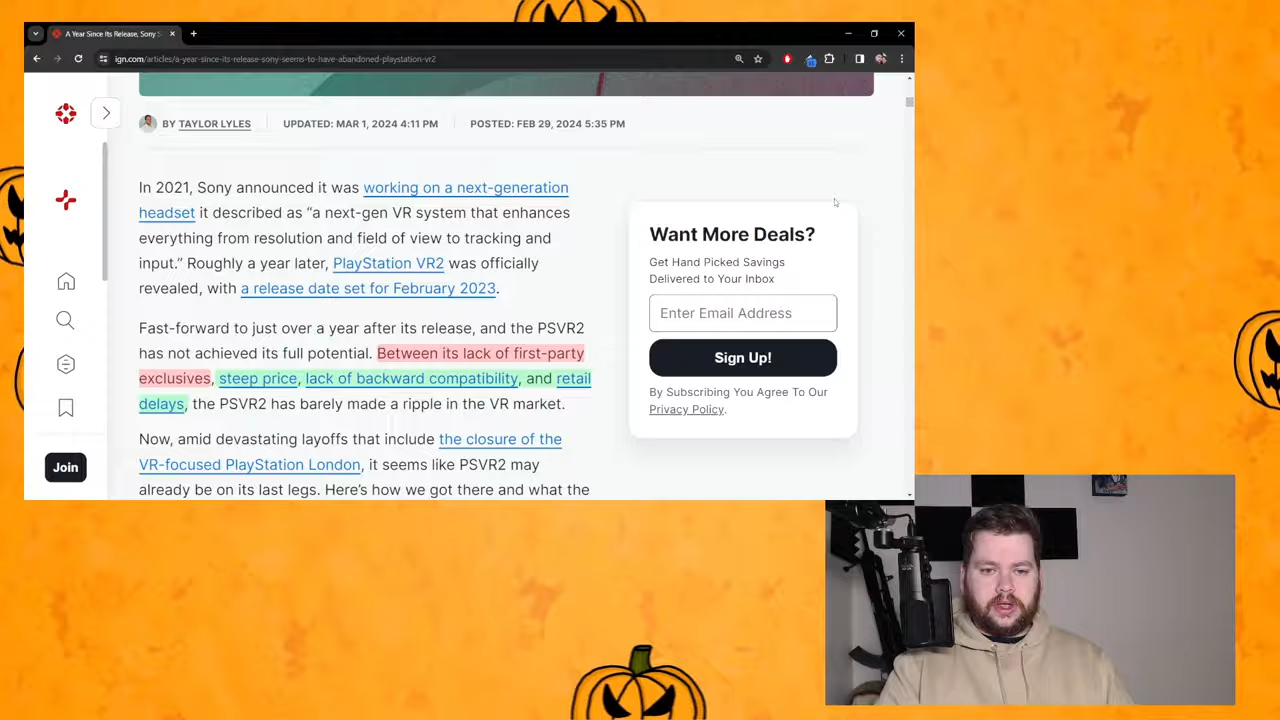 A Year Since Its Release, Sony S
ign.com/articles/a-year-since-its-release-sony-seems-to-have-abandoned-playstation-vr2
BY TAYLOR LYLES
UPDATED: MAR 1, 2024 4:11 PM
POSTED: FEB 29, 2024 5:35 PM
In 2021, Sony announced it was working on a next-generation
headset it described as “a next-gen VR system that enhances
everything from resolution and field of view to tracking and
input.” Roughly a year later, PlayStation VR2 was officially
revealed, with a release date set for February 2023.
Fast-forward to just over a year after its release, and the PSVR2
has not achieved its full potential. Between its lack of first-party
exclusives, steep price, lack of backward compatibility, and retail
delays, the PSVR2 has barely made a ripple in the VR market.
Now, amid devastating layoffs that include the closure of the
VR-focused PlayStation London, it seems like PSVR2 may
already be on its last legs. Here’s how we got there and what the
Want More Deals?
Get Hand Picked Savings
Delivered to Your Inbox
Enter Email Address
Sign Up!
By Subscribing You Agree To Our
Privacy Policy.
Join